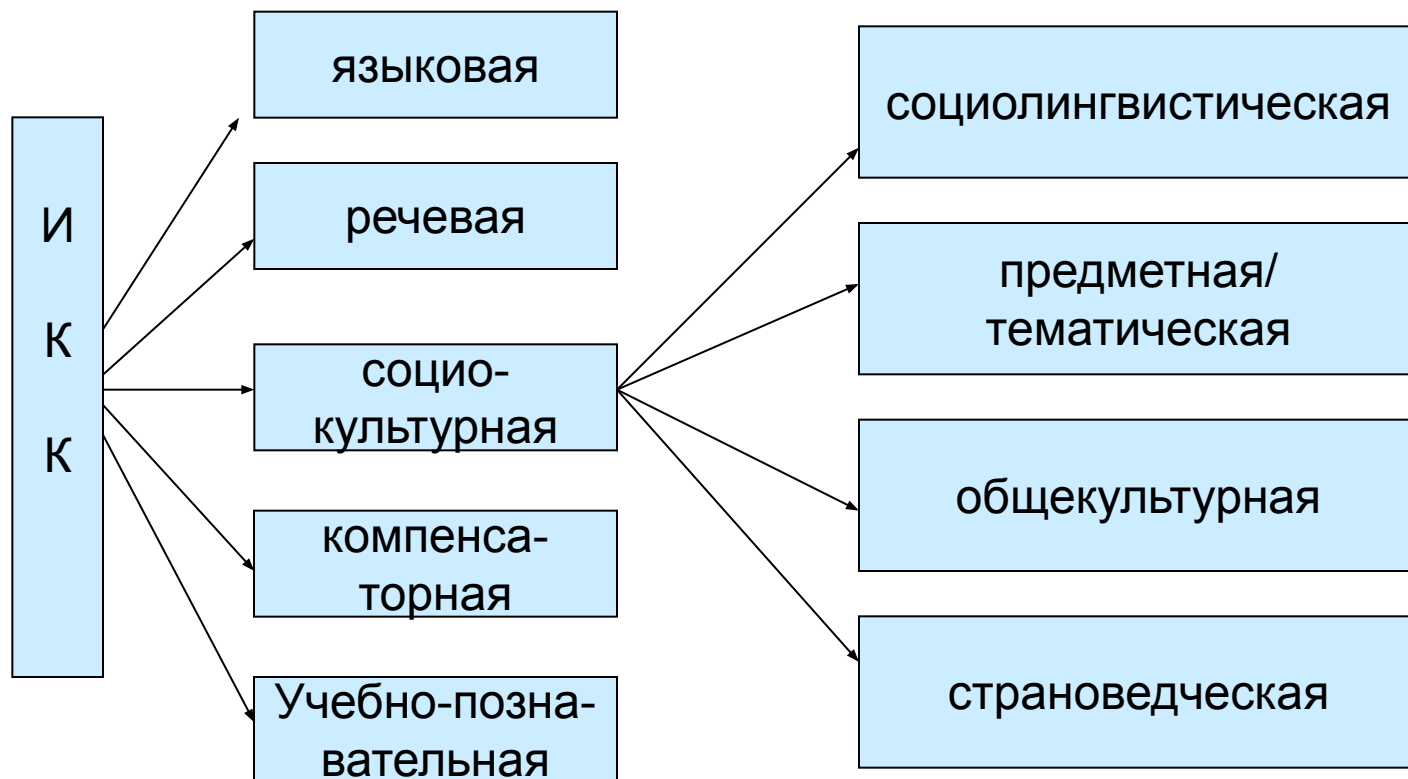 И
К
К
языковая
речевая
социо-
культурная
компенса-
торная
Учебно-позна-
вательная
социолингвистическая
предметная/
тематическая
общекультурная
страноведческая